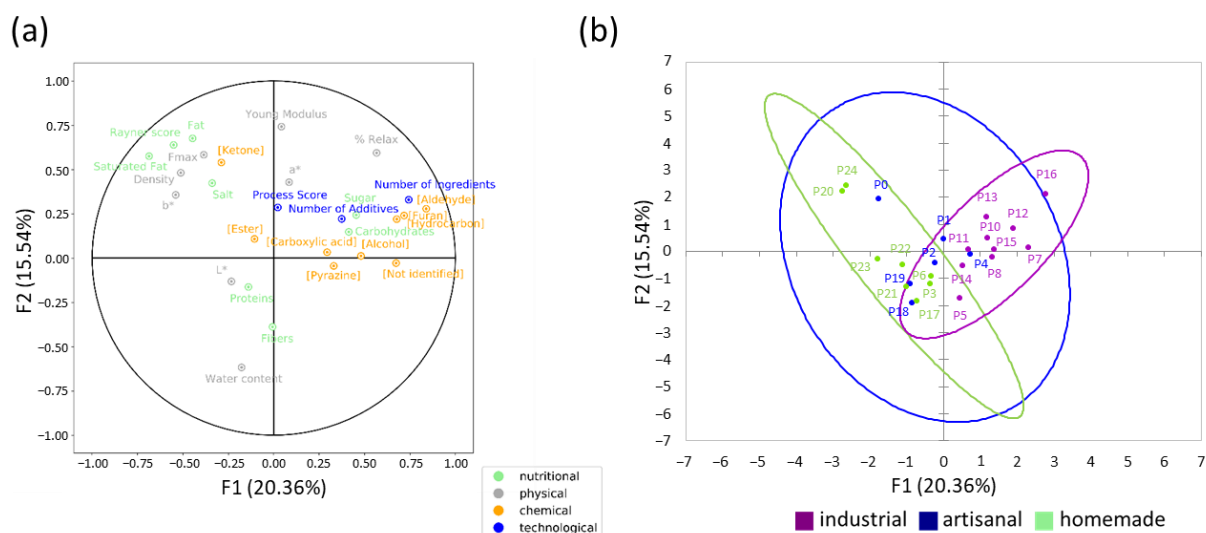 (a)
(b)
1.00
0.75
0.50
0.25
0.00
−0.25
−0.50
−0.75
−1.00
F2 (15.54%)
Young Modulus
Fat
Rayner score
% Relax
Fmax
[Ketone]
Saturated Fat
Density
a*
b*
Salt
Process Score
Sugar
Number of Ingredients
[Aldehyde]
Number of Additives
[Furan]
[Hydrocarbon]
[Ester]
Carbohydrates
[Carboxylic acid]
[Alcohol]
[Pyrazine]
[Not identified]
L*
Proteins
Fibers
Water content
−1.00 −0.75 −0.50 −0.25 0.00 0.25 0.50 0.75 1.00
F1 (20.36%)
nutritional
physical
chemical
technological
7
6
5
4
3
2
1
0
−1
−2
−3
−4
−5
−6
−7
F2 (15.54%)
P24
P20
P0
P16
P13
P1
P12
P10
P11
P15
P22
P2
P4
P7
P23
P8
P6
P19
P14
P21
P3
P18
P17
P5
−7 −6 −5 −4 −3 −2 −1 0 1 2 3 4 5 6 7
F1 (20.36%)
industrial artisanal homemade